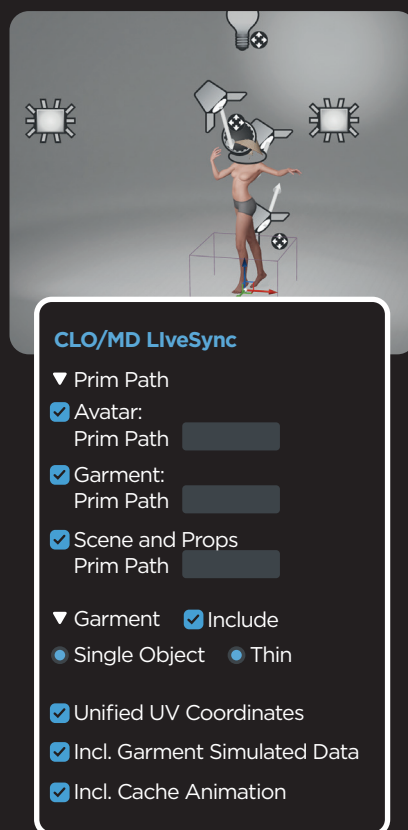 CLO/MD LIveSync
Prim Path
Avatar:
Prim Path
Garment:
Prim Path
Scene and Props
Prim Path
Garment Include
Single Object Thin
Unified UV Coordinates
Incl. Garment Simulated Data
Incl. Cache Animation